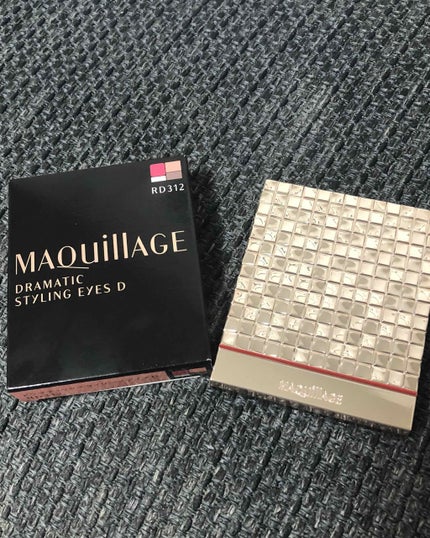 RD312
MAQuillAGE
DRAMATIC
STYLING EYES D
MAQuillAGE